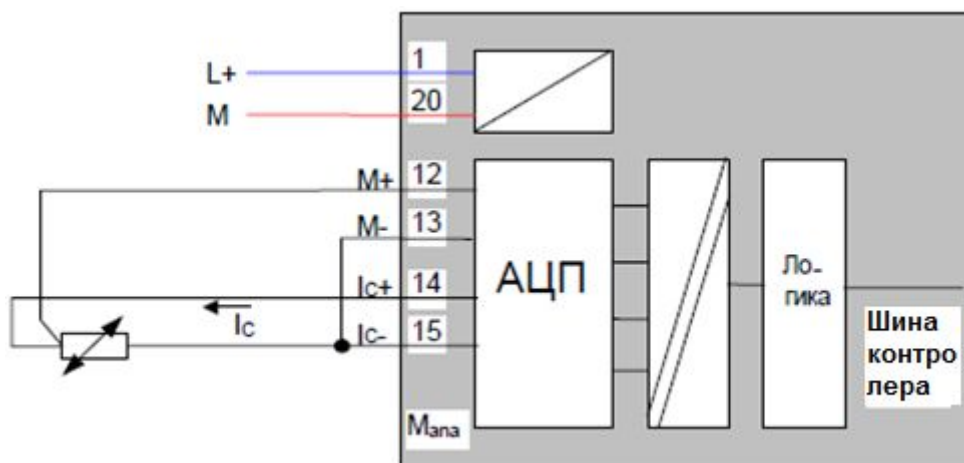 L+ 1
M 20
M+ 12
M- 13
Ic+ 14
Ic
Ic- 15
Mana
АЦП
Ло-
гика
Шина
контро
лера